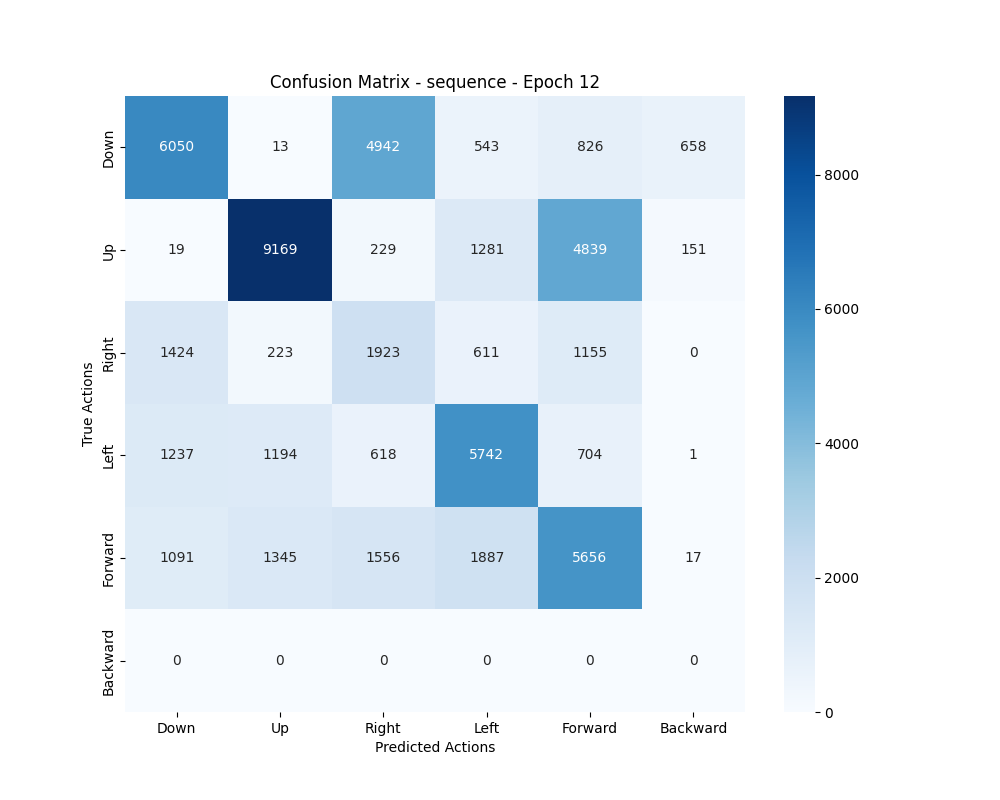 Confusion Matrix - sequence - Epoch 12
True Actions
Down 6050 13 4942 543 826 658
Up 19 9169 229 1281 4839 151
Right 1424 223 1923 611 1155 0
Left 1237 1194 618 5742 704 1
Forward 1091 1345 1556 1887 5656 17
Backward 0 0 0 0 0 0
Down Up Right Left Forward Backward
Predicted Actions
8000
6000
4000
2000
0